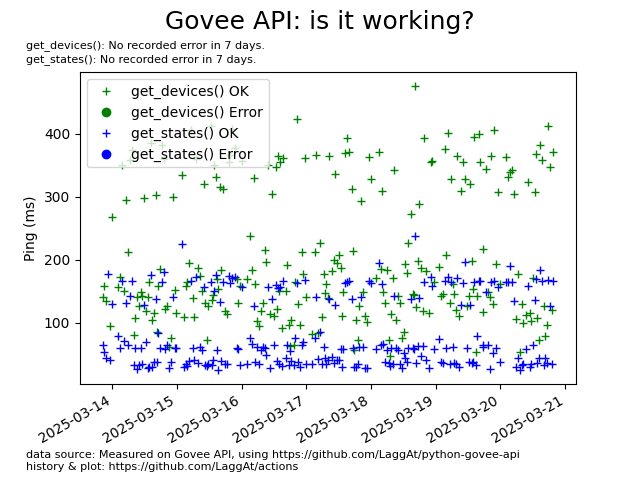 Govee API: is it working?
get_devices(): No recorded error in 7 days.
get_states(): No recorded error in 7 days.
get_devices() OK
get_devices() Error
get_states() OK
get_states() Error
Ping (ms)
400
300
200
100
2025-03-14
2025-03-15
2025-03-16
2025-03-17
2025-03-18
2025-03-19
2025-03-20
2025-03-21
data source: Measured on Govee API, using https://github.com/LaggAt/python-govee-api
history & plot: https://github.com/LaggAt/actions